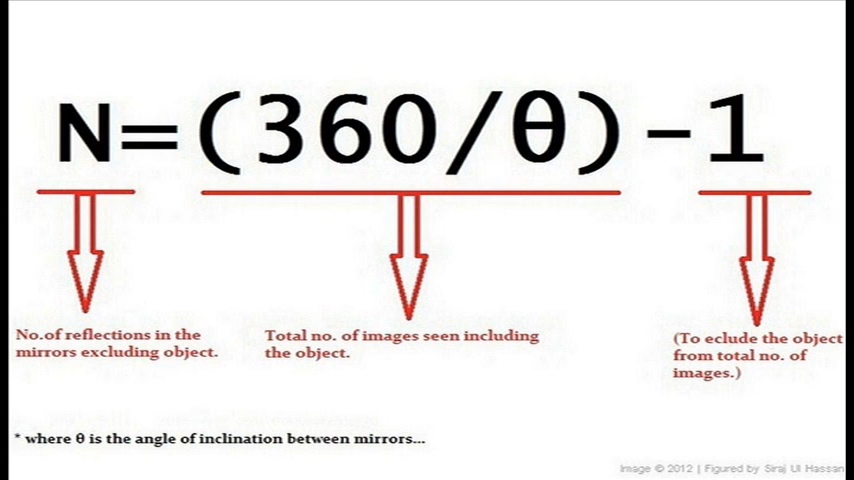 N=(360/θ)-1
No.of reflections in the
mirrors excluding object.
Total no. of images seen including
the object.
(To eclude the object
from total no. of
images.)
* where θ is the angle of inclination between mirrors...
Image © 2012 | Figured by Siraj Ul Hassan